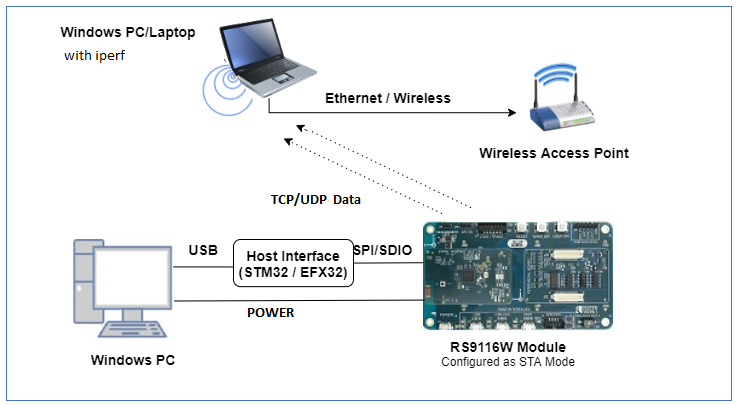 Windows PC/Laptop
with iperf
Ethernet / Wireless
Wireless Access Point
TCP/UDP Data
USB
Host Interface
(STM32 / EFX32)
SPI/SDIO
POWER
Windows PC
RS9116W Module
Configured as STA Mode